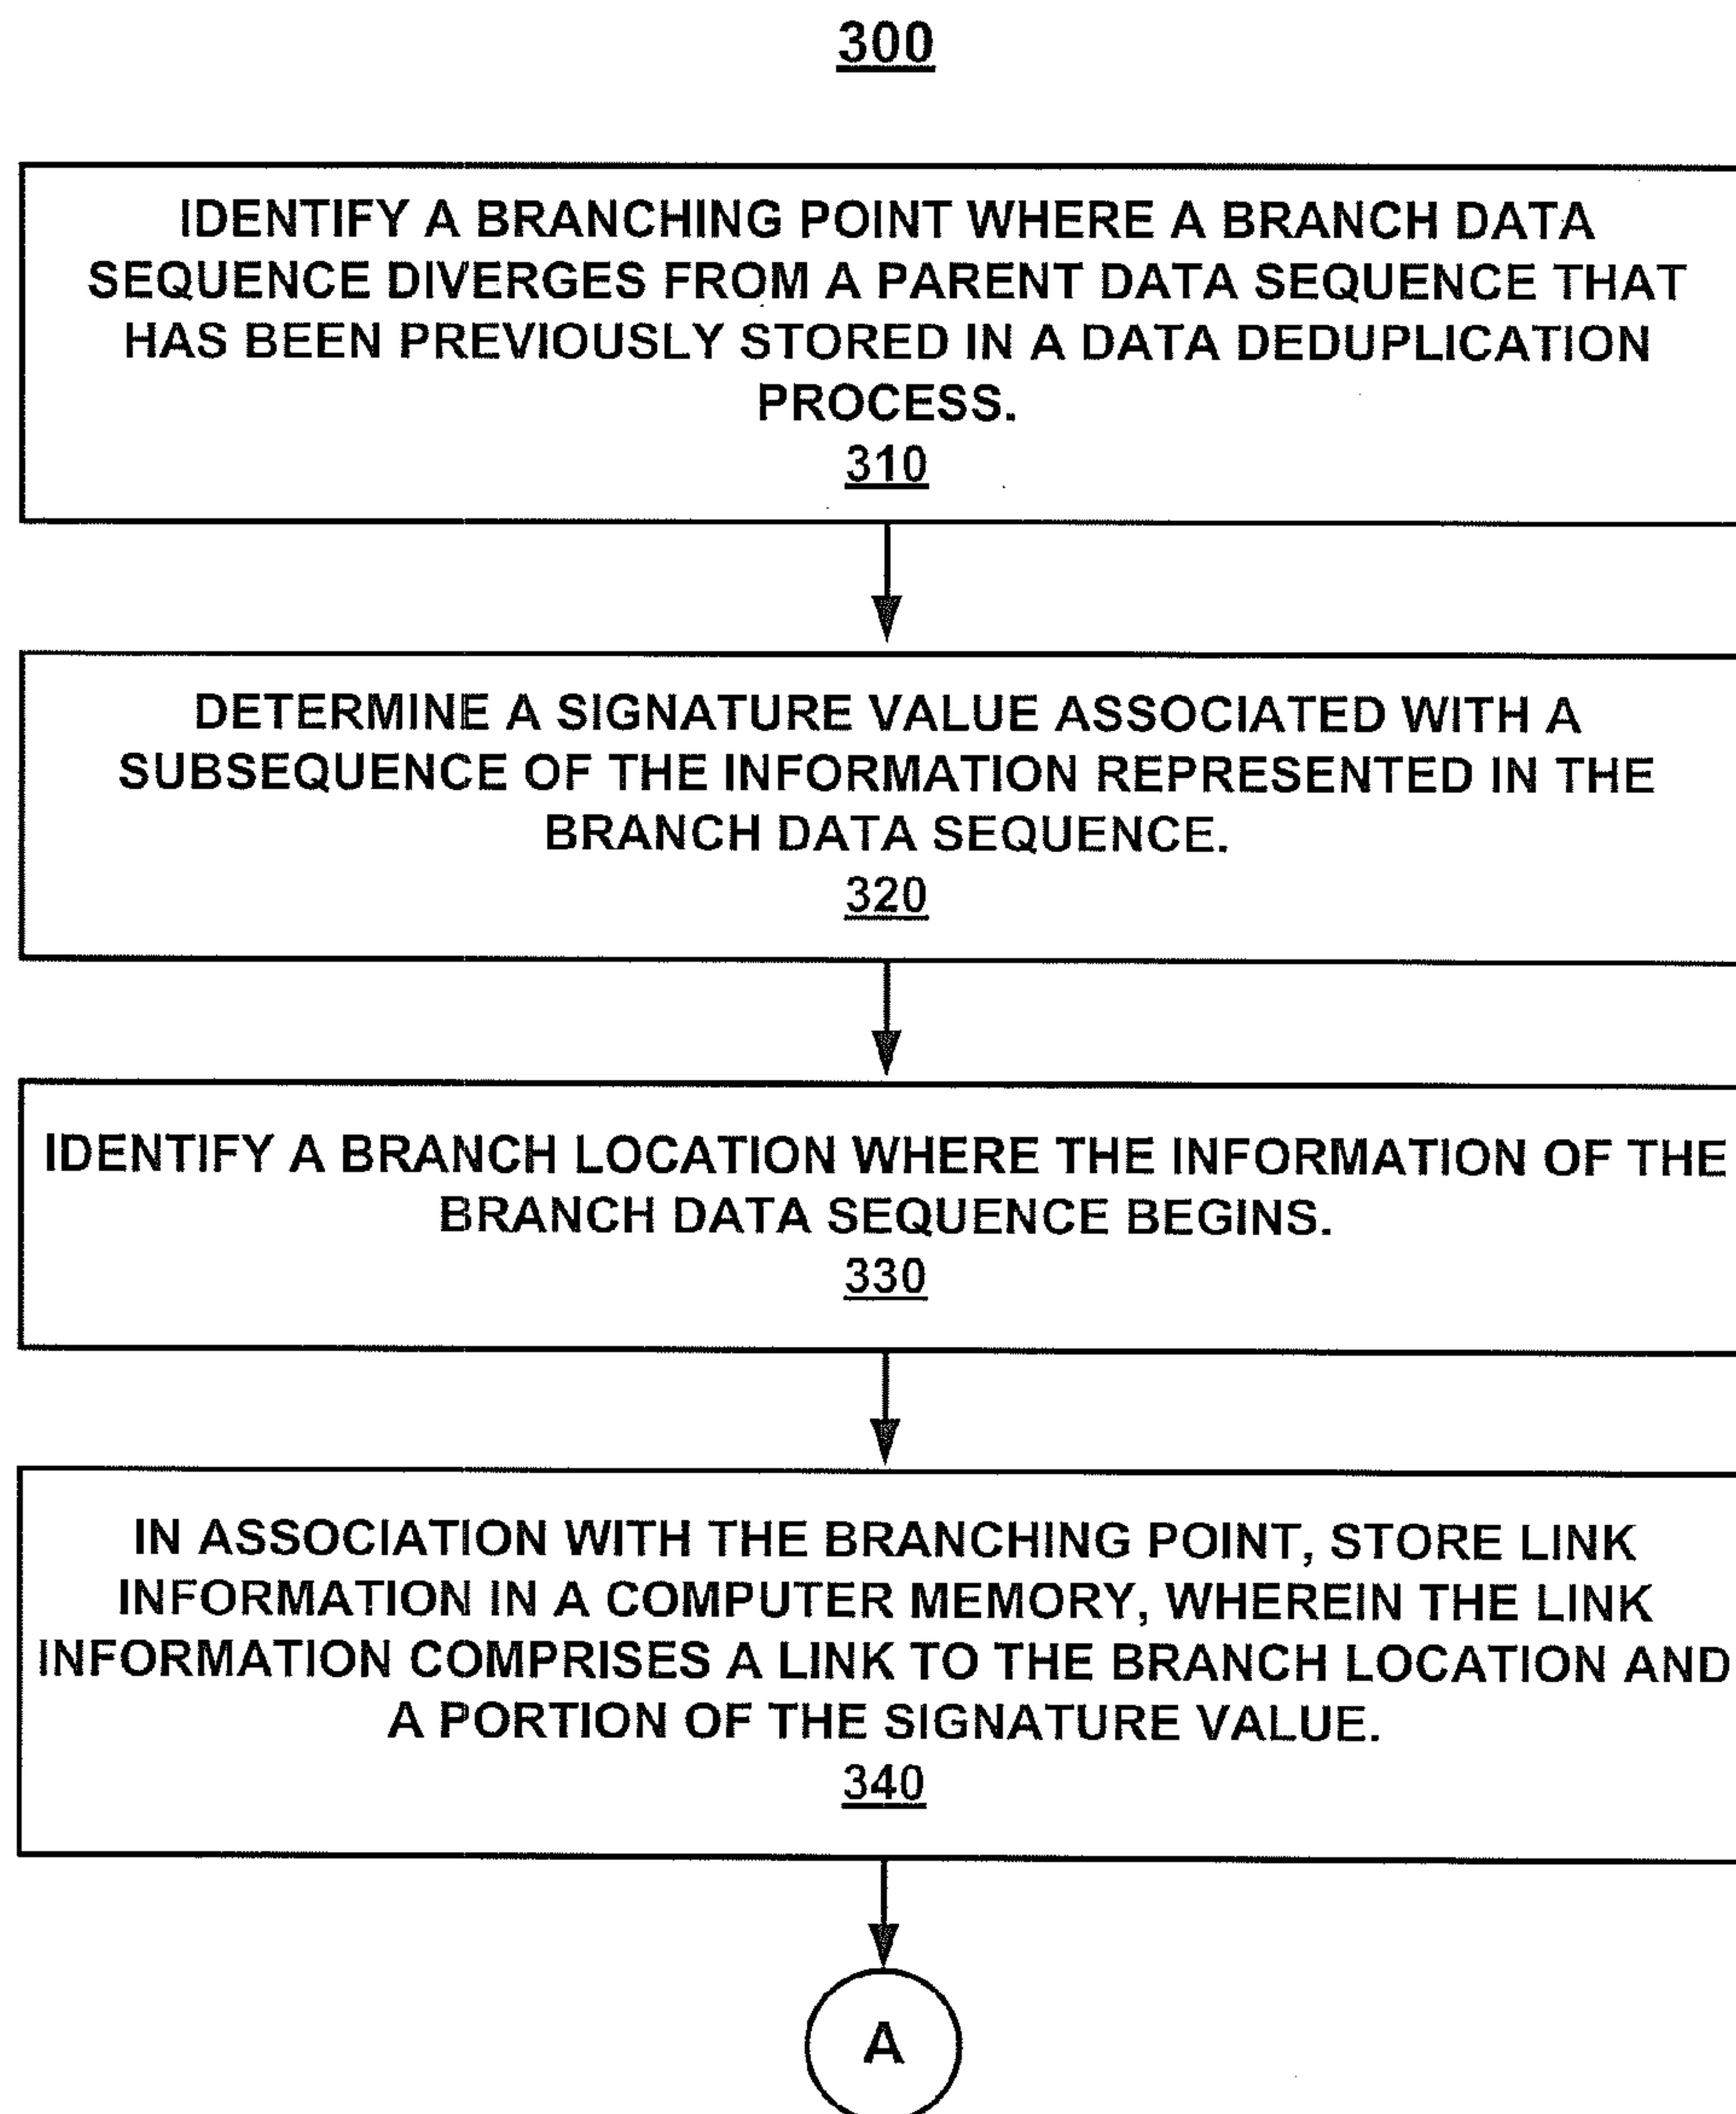 300
IDENTIFY A BRANCHING POINT WHERE A BRANCH DATA
SEQUENCE DIVERGES FROM A PARENT DATA SEQUENCE THAT
HAS BEEN PREVIOUSLY STORED IN A DATA DEDUPLICATION
PROCESS.
310
DETERMINE A SIGNATURE VALUE ASSOCIATED WITH A
SUBSEQUENCE OF THE INFORMATION REPRESENTED IN THE
BRANCH DATA SEQUENCE.
320
IDENTIFY A BRANCH LOCATION WHERE THE INFORMATION OF THE
BRANCH DATA SEQUENCE BEGINS.
330
IN ASSOCIATION WITH THE BRANCHING POINT, STORE LINK
INFORMATION IN A COMPUTER MEMORY, WHEREIN THE LINK
INFORMATION COMPRISES A LINK TO THE BRANCH LOCATION AND
A PORTION OF THE SIGNATURE VALUE.
340
A